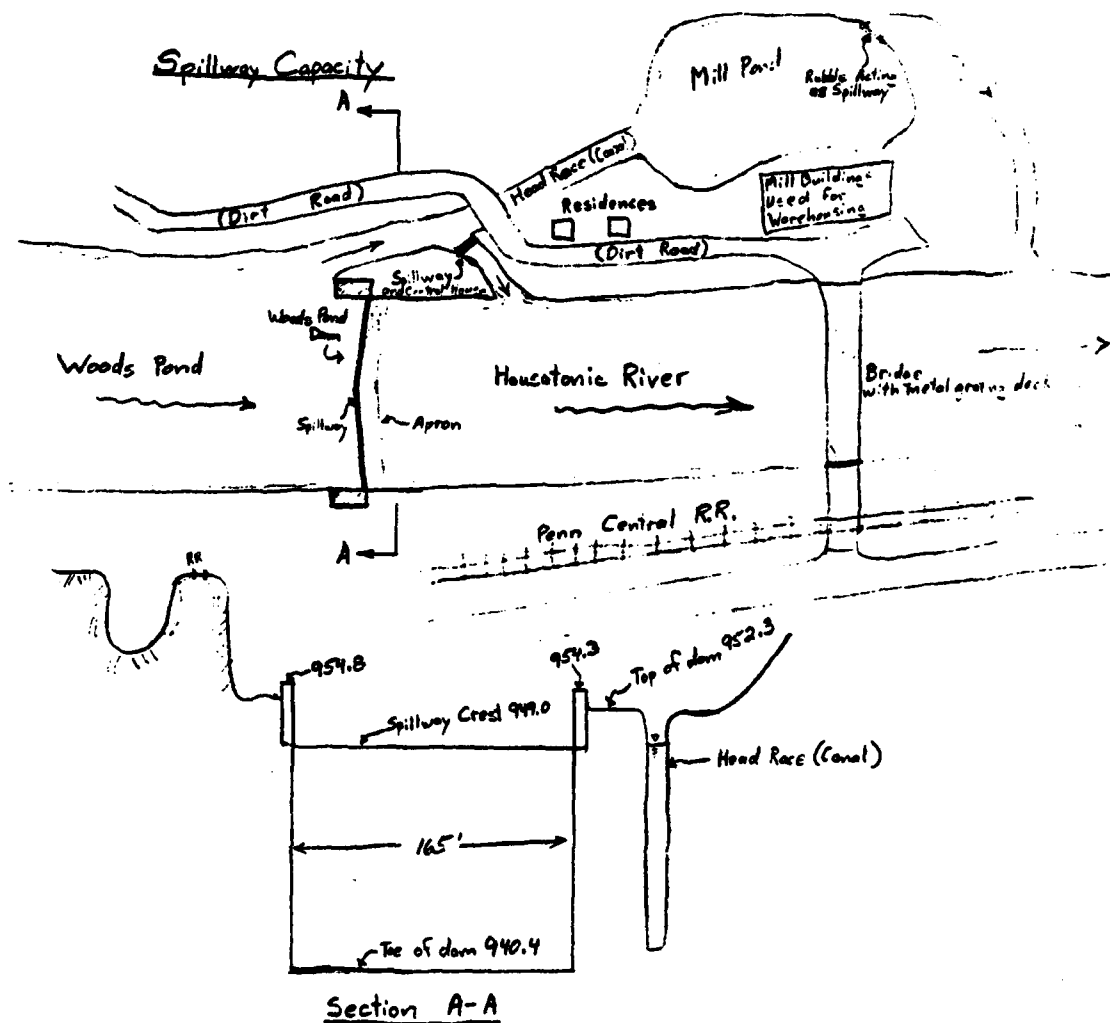 Spillway Capacity
A
Mill Pond
Rubble Acting
as Spillway
Head Race (Canal)
(Dirt Road)
Residences
Mill Buildings
Used for
Warehousing
(Dirt Road)
Spillway
and Control House
Woods Pond
Dam
Woods Pond
Housatonic River
Bridge
with metal grating deck
Spillway
Apron
Penn Central R.R.
A
RR
954.8
954.3
Top of dam 952.3
Spillway Crest 949.0
Head Race (Canal)
165'
Toe of dam 940.4
Section A-A